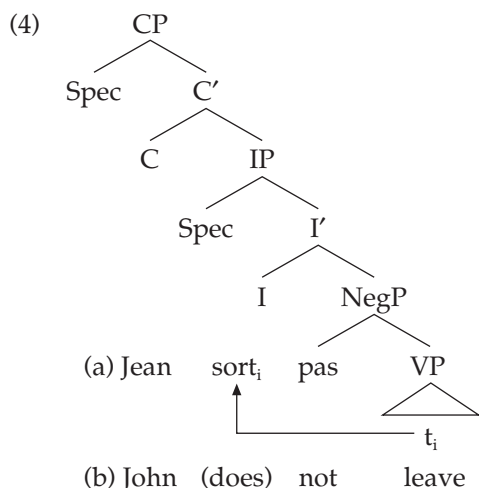 (4) CP
Spec C′
C IP
Spec I′
I NegP
(a) Jean sortᵢ pas VP
tᵢ
(b) John (does) not leave